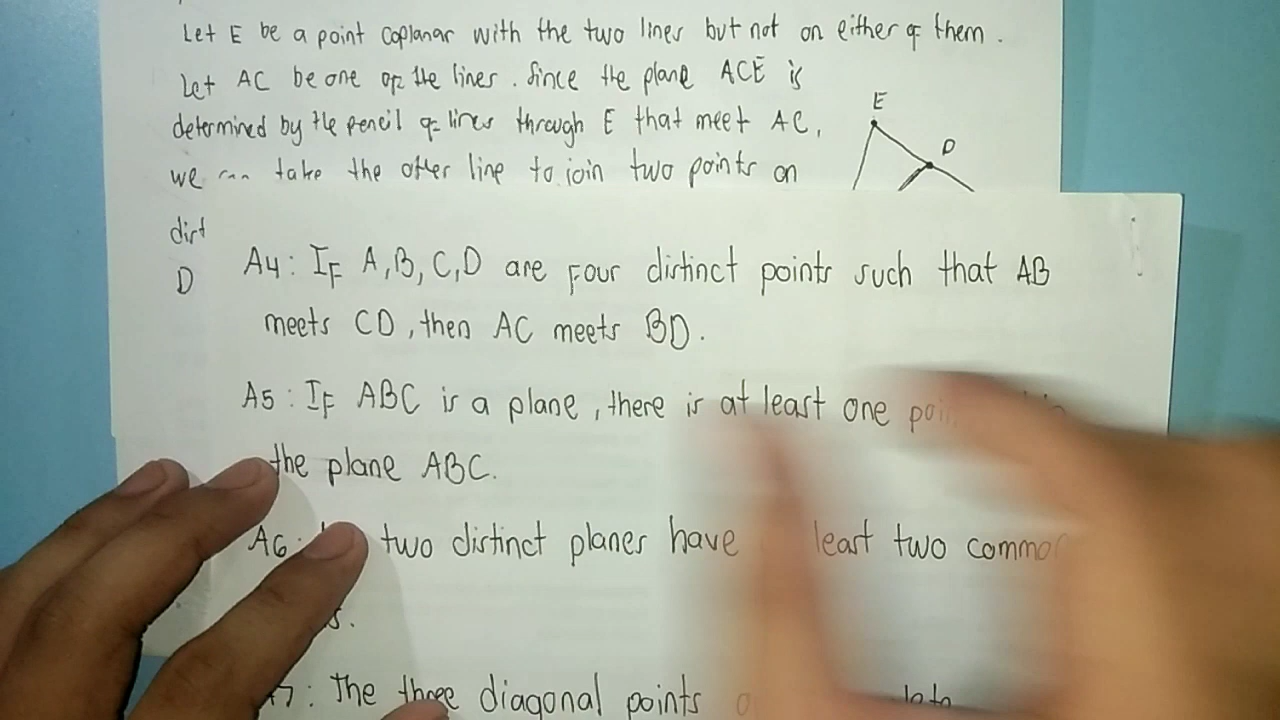 Let E be a point coplanar with the two lines but not on either of them.
Let AC be one of the lines. Since the plane ACE is
determined by the pencil of lines through E that meet AC,
we can take the other line to join two points on
E
D
dist
D
A4: If A,B,C,D are four distinct points such that AB
meets CD, then AC meets BD.
A5: If ABC is a plane, there is at least one
the plane ABC.
A6: two distinct planes have least two common
: The three diagonal points